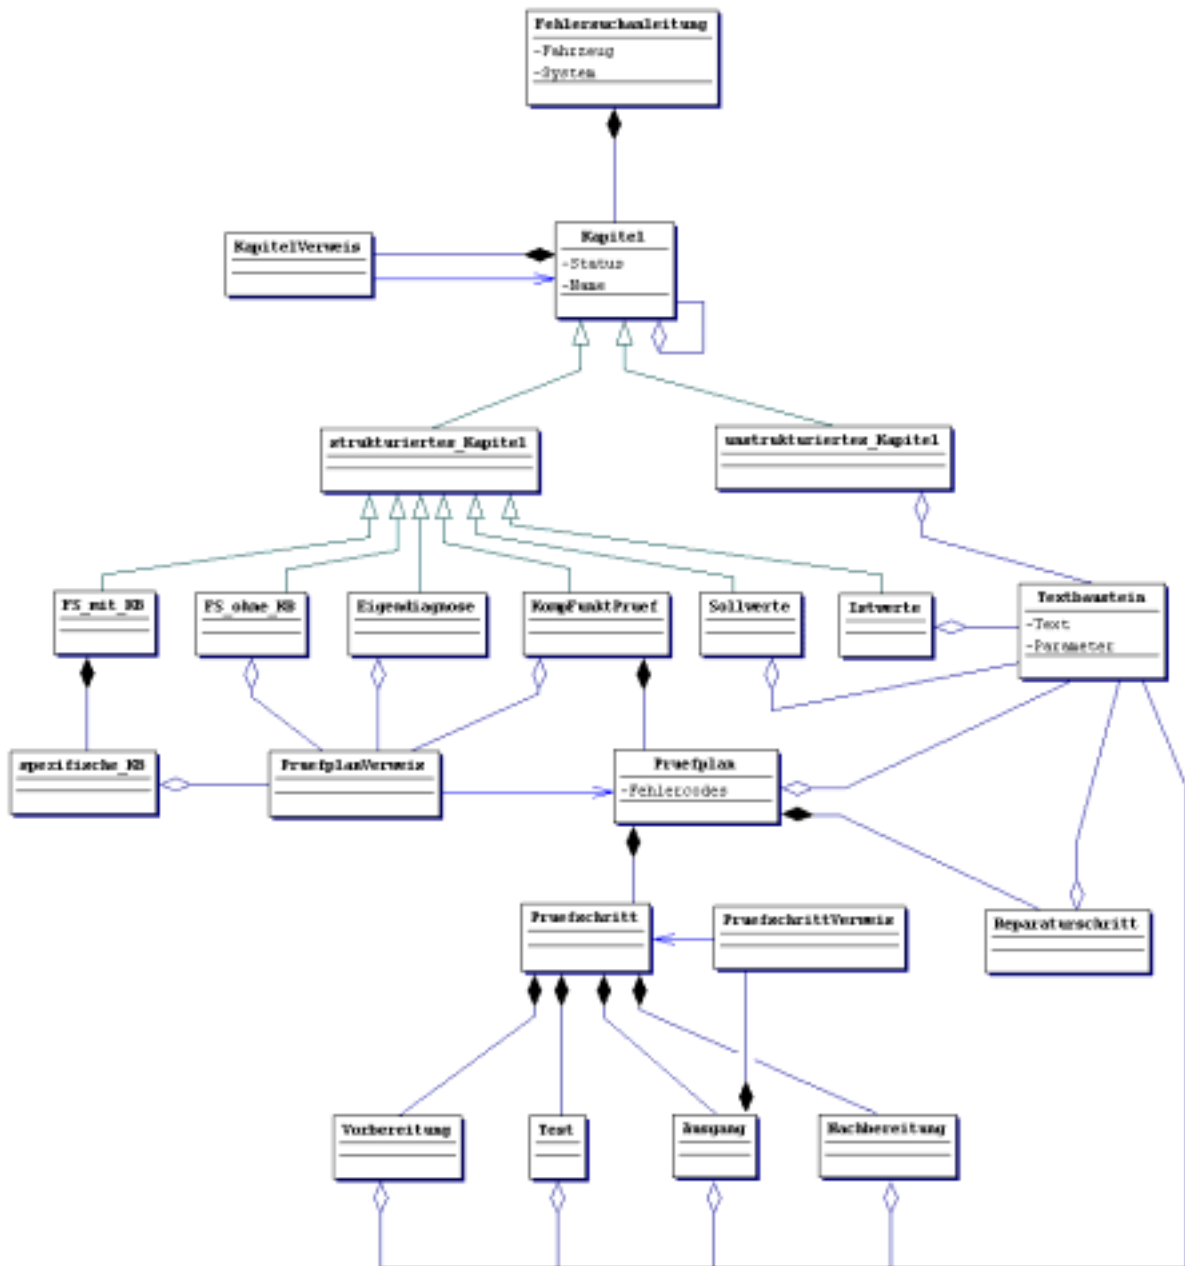 Fehlersuchanleitung
-Fahrzeug
-System
KapitelVerweis
Kapitel
-Status
-Name
strukturiertes_Kapitel
unstrukturiertes_Kapitel
FS_mit_KB
FS_ohne_KB
Eigendiagnose
KompFunktPruef
Sollwerte
Istwerte
Textbaustein
-Text
-Parameter
spezifische_KB
PruefplanVerweis
Pruefplan
-Fehlercodes
Pruefschritt
PruefschrittVerweis
Reparaturschritt
Vorbereitung
Test
Ausgang
Nachbereitung